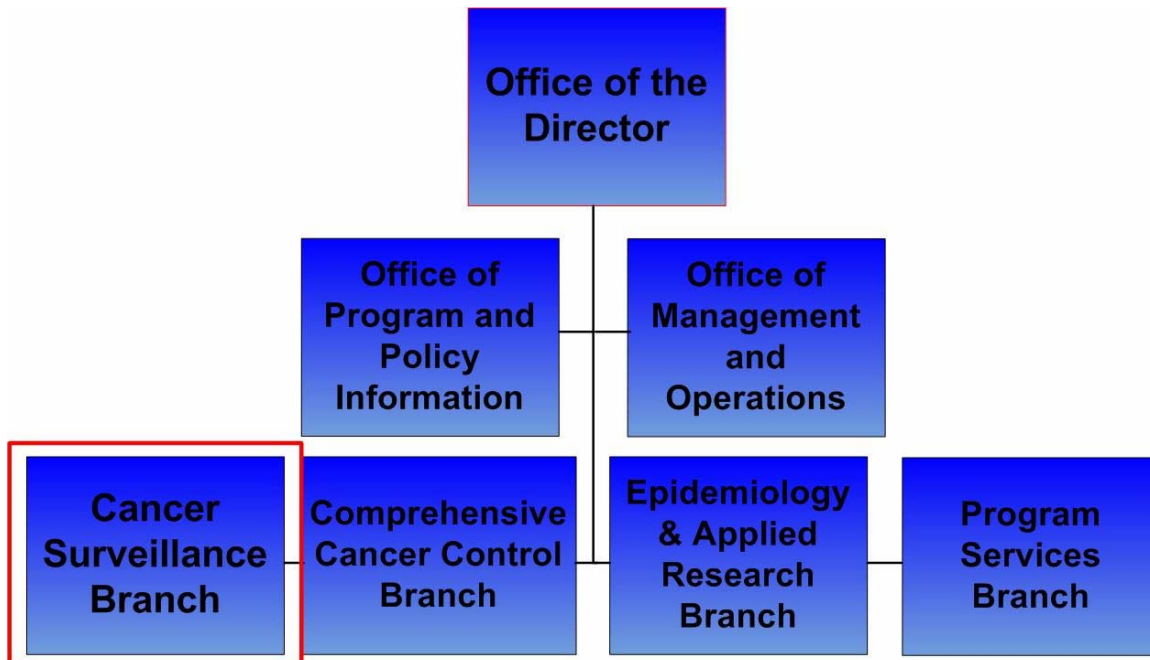 Office of the
Director
Office of
Program and
Policy
Information
Office of
Management
and
Operations
Cancer
Surveillance
Branch
Comprehensive
Cancer Control
Branch
Epidemiology
& Applied
Research
Branch
Program
Services
Branch